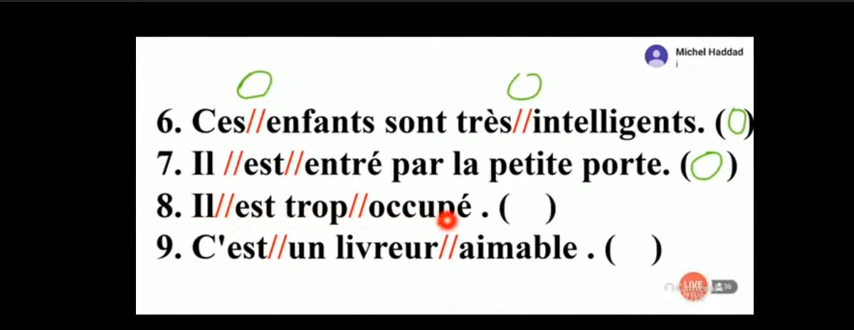 Michel Haddad
6. Ces//enfants sont très//intelligents. (O)
7. Il //est//entré par la petite porte. (O)
8. Il//est trop//occupé . ( )
9. C'est//un livreur//aimable . ( )
LIVE
36